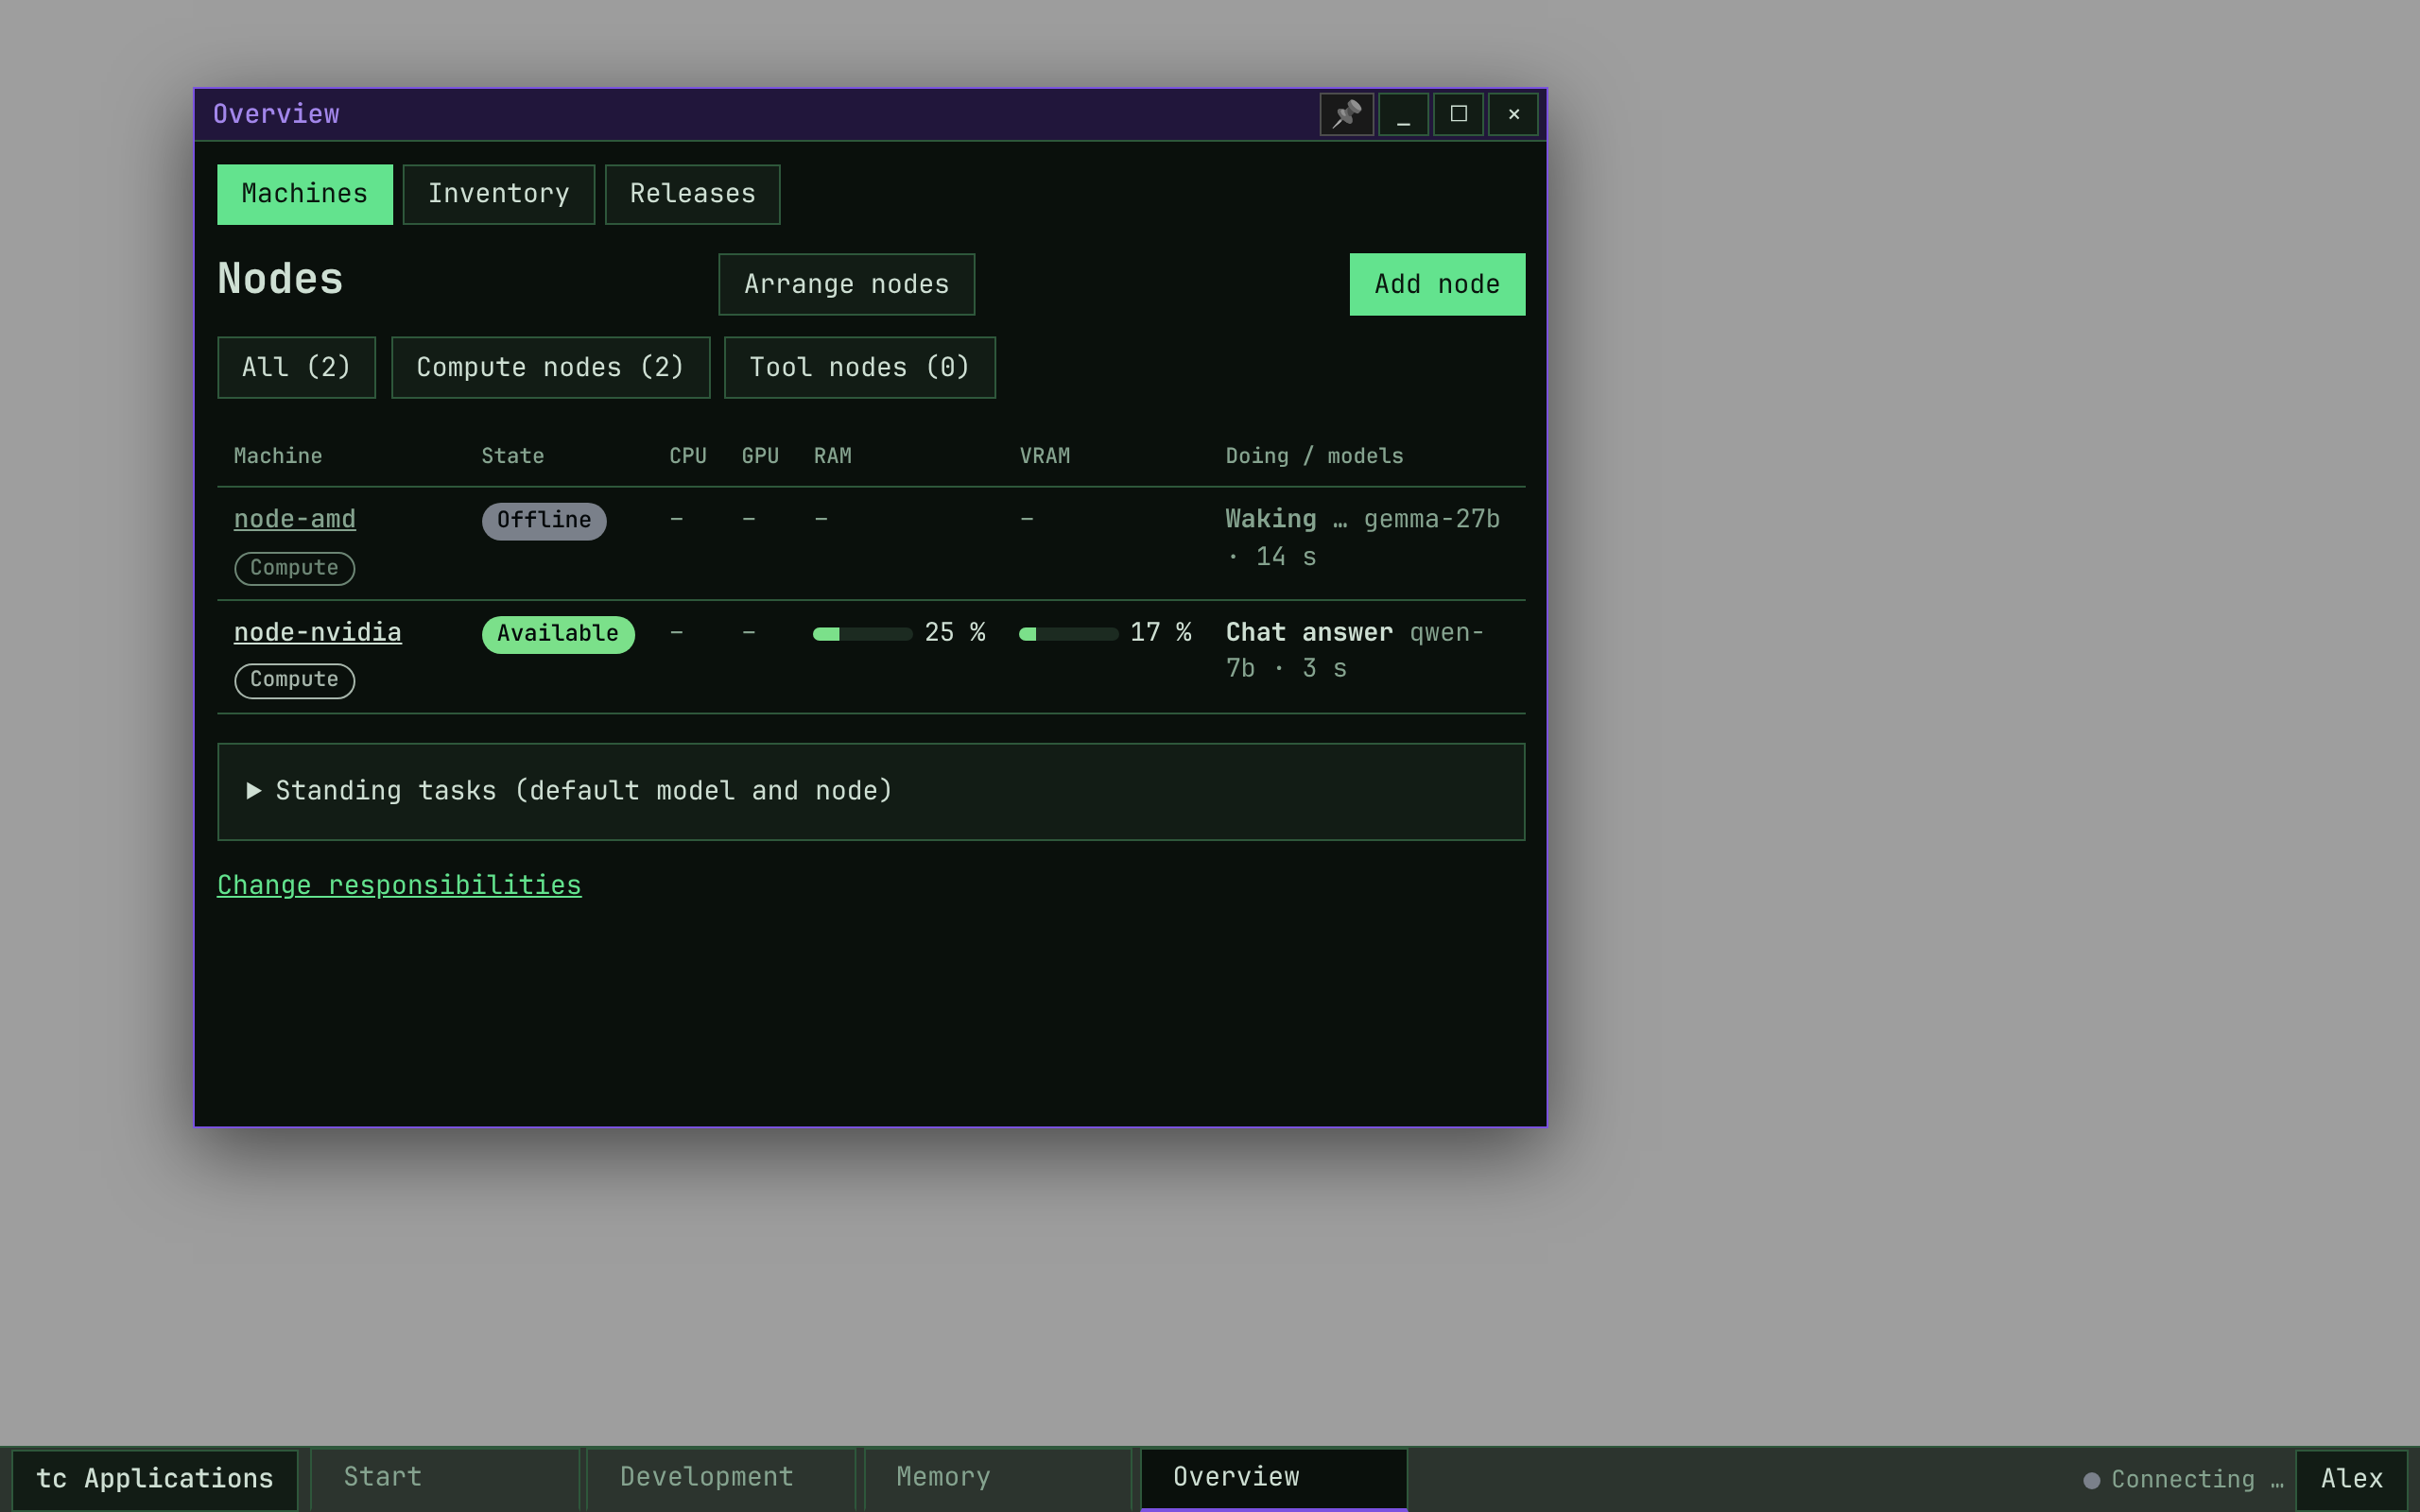 Overview
_ □ ×
Machines Inventory Releases
Nodes Arrange nodes Add node
All (2) Compute nodes (2) Tool nodes (0)
Machine State CPU GPU RAM VRAM Doing / models
node-amd Offline – – – – Waking … gemma-27b
· 14 s
Compute
node-nvidia Available – – 25 % 17 % Chat answer qwen-
7b · 3 s
Compute
▶ Standing tasks (default model and node)
Change responsibilities
tc Applications Start Development Memory Overview Connecting … Alex